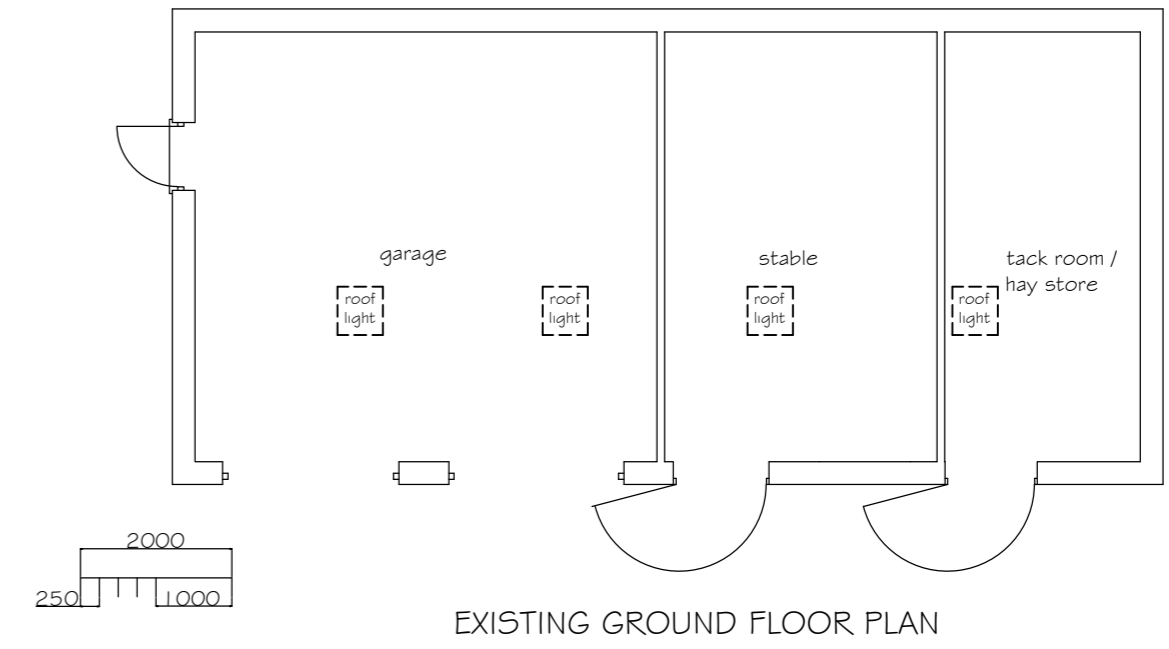 garage
stable
tack room /
hay store
roof
light
roof
light
roof
light
roof
light
2000
250
1000
EXISTING GROUND FLOOR PLAN